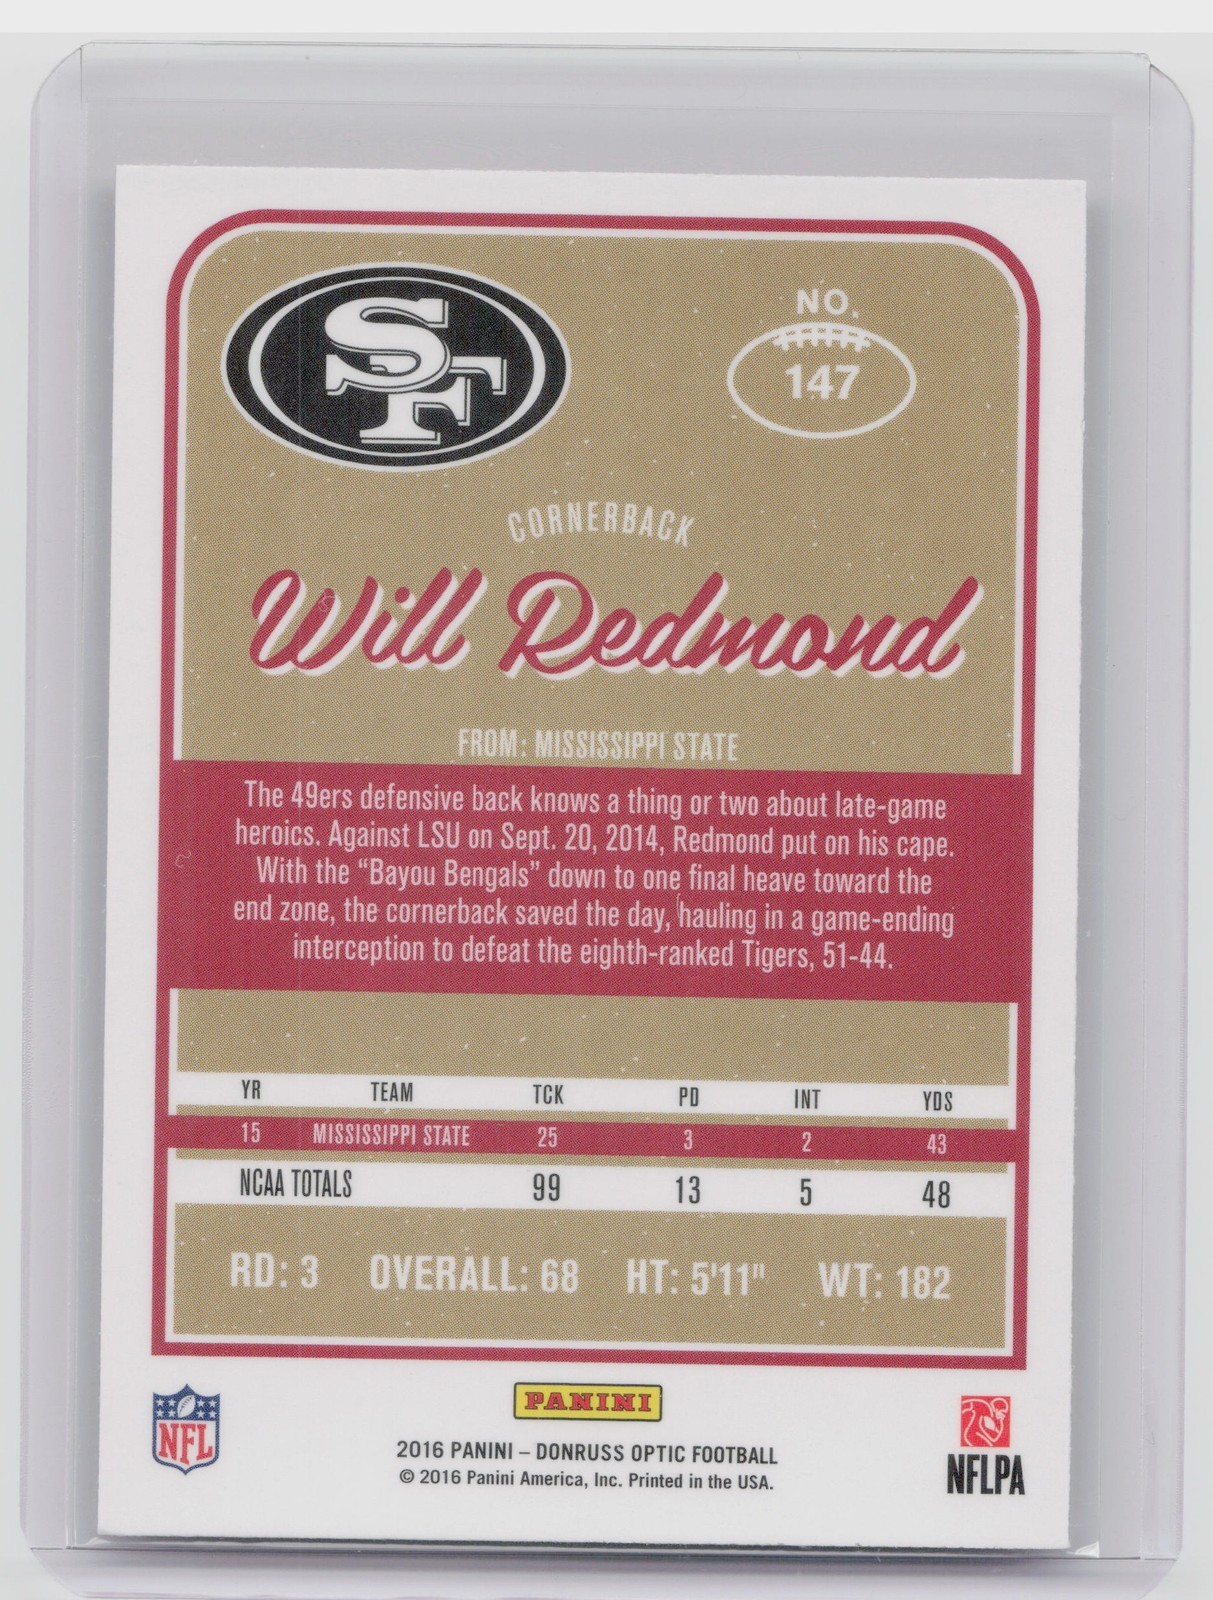 SF
NO.
147
CORNERBACK
Will Redmond
FROM: MISSISSIPPI STATE
The 49ers defensive back knows a thing or two about late-game
heroics. Against LSU on Sept. 20, 2014, Redmond put on his cape.
With the “Bayou Bengals” down to one final heave toward the
end zone, the cornerback saved the day, hauling in a game-ending
interception to defeat the eighth-ranked Tigers, 51-44.
YR TEAM TCK PD INT YDS
15 MISSISSIPPI STATE 25 3 2 43
NCAA TOTALS 99 13 5 48
RD: 3 OVERALL: 68 HT: 5'11" WT: 182
NFL
PANINI
2016 PANINI – DONRUSS OPTIC FOOTBALL
© 2016 Panini America, Inc. Printed in the USA.
NFLPA